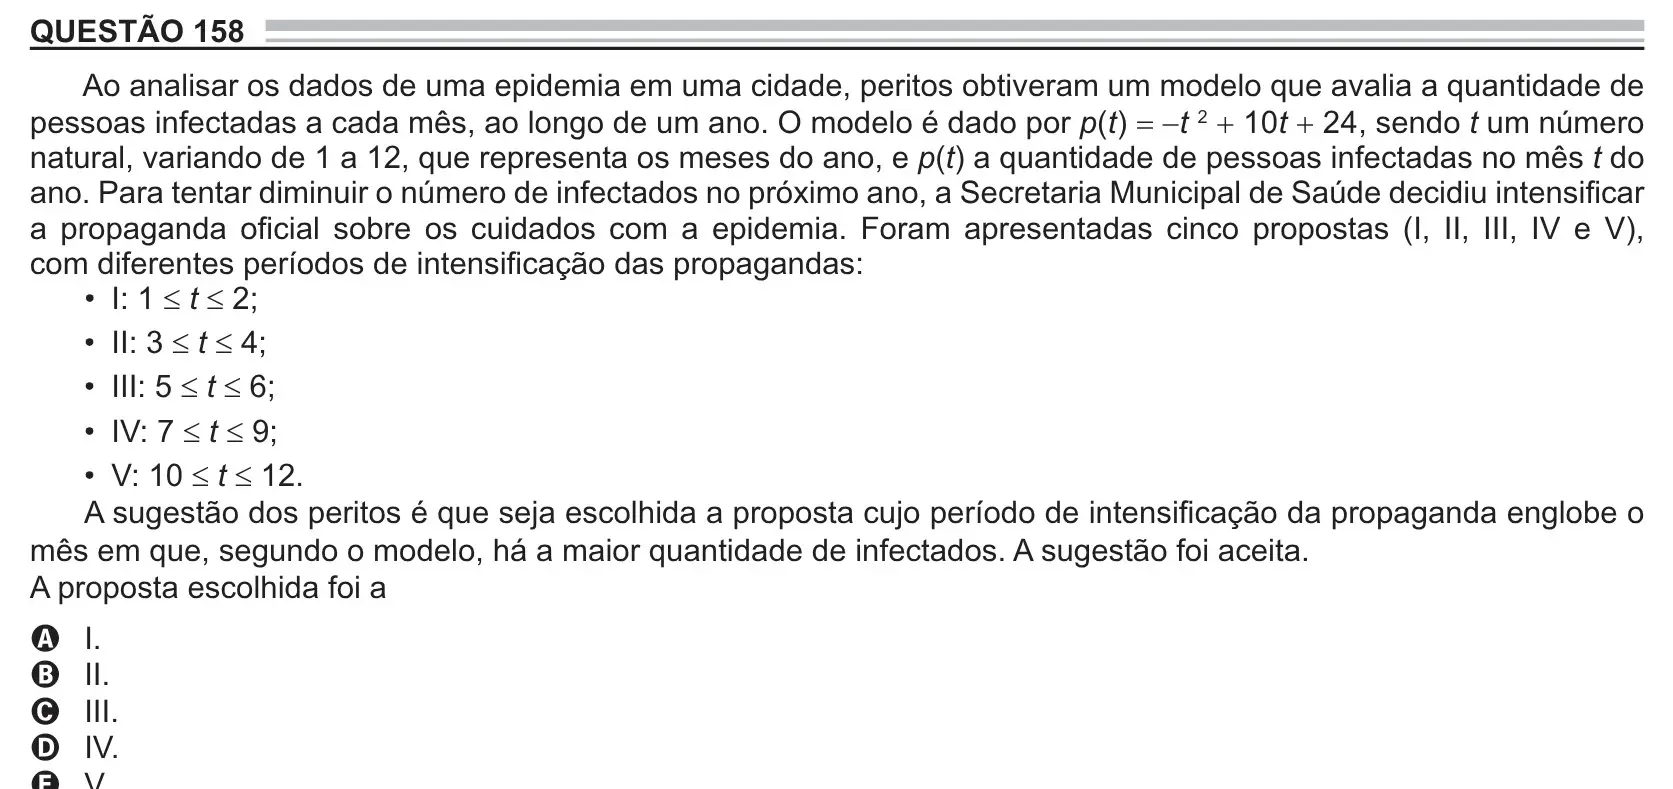 QUESTÃO 158
Ao analisar os dados de uma epidemia em uma cidade, peritos obtiveram um modelo que avalia a quantidade de
pessoas infectadas a cada mês, ao longo de um ano. O modelo é dado por p(t) = –t ² + 10t + 24, sendo t um número
natural, variando de 1 a 12, que representa os meses do ano, e p(t) a quantidade de pessoas infectadas no mês t do
ano. Para tentar diminuir o número de infectados no próximo ano, a Secretaria Municipal de Saúde decidiu intensificar
a propaganda oficial sobre os cuidados com a epidemia. Foram apresentadas cinco propostas (I, II, III, IV e V),
com diferentes períodos de intensificação das propagandas:
• I: 1 ≤ t ≤ 2;
• II: 3 ≤ t ≤ 4;
• III: 5 ≤ t ≤ 6;
• IV: 7 ≤ t ≤ 9;
• V: 10 ≤ t ≤ 12.
A sugestão dos peritos é que seja escolhida a proposta cujo período de intensificação da propaganda englobe o
mês em que, segundo o modelo, há a maior quantidade de infectados. A sugestão foi aceita.
A proposta escolhida foi a
A I.
B II.
C III.
D IV.
E V